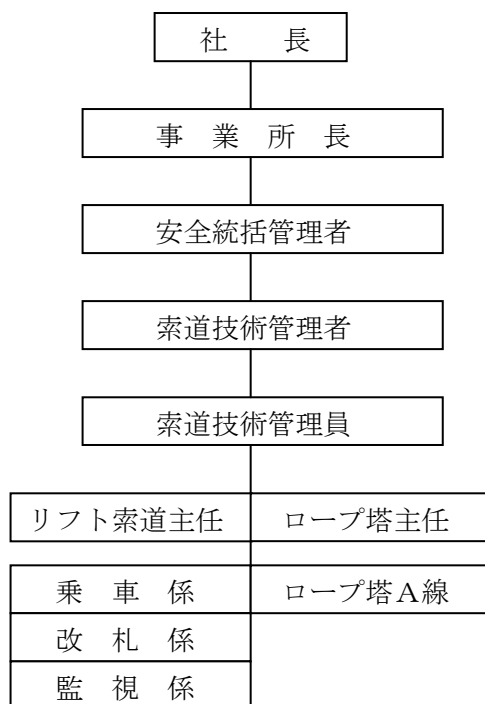 社　　長
事　業　所　長
安全統括管理者
索道技術管理者
索道技術管理員
リフト索道主任　ロープ塔主任
乗　車　係　ロープ塔Ａ線
改　札　係
監　視　係